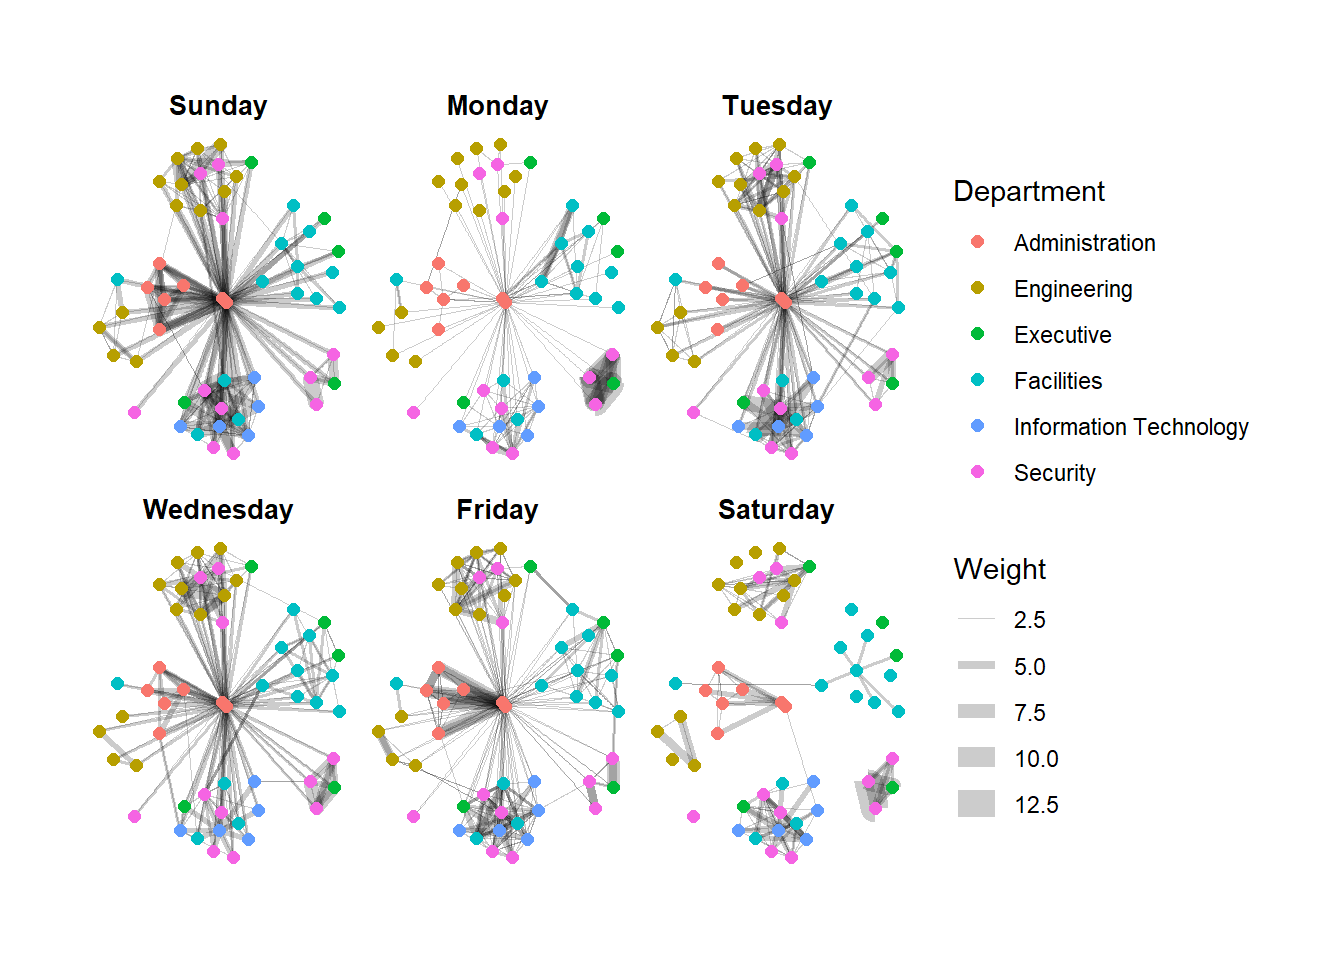 Sunday
Monday
Tuesday
Wednesday
Friday
Saturday
Department
Administration
Engineering
Executive
Facilities
Information Technology
Security
Weight
2.5
5.0
7.5
10.0
12.5